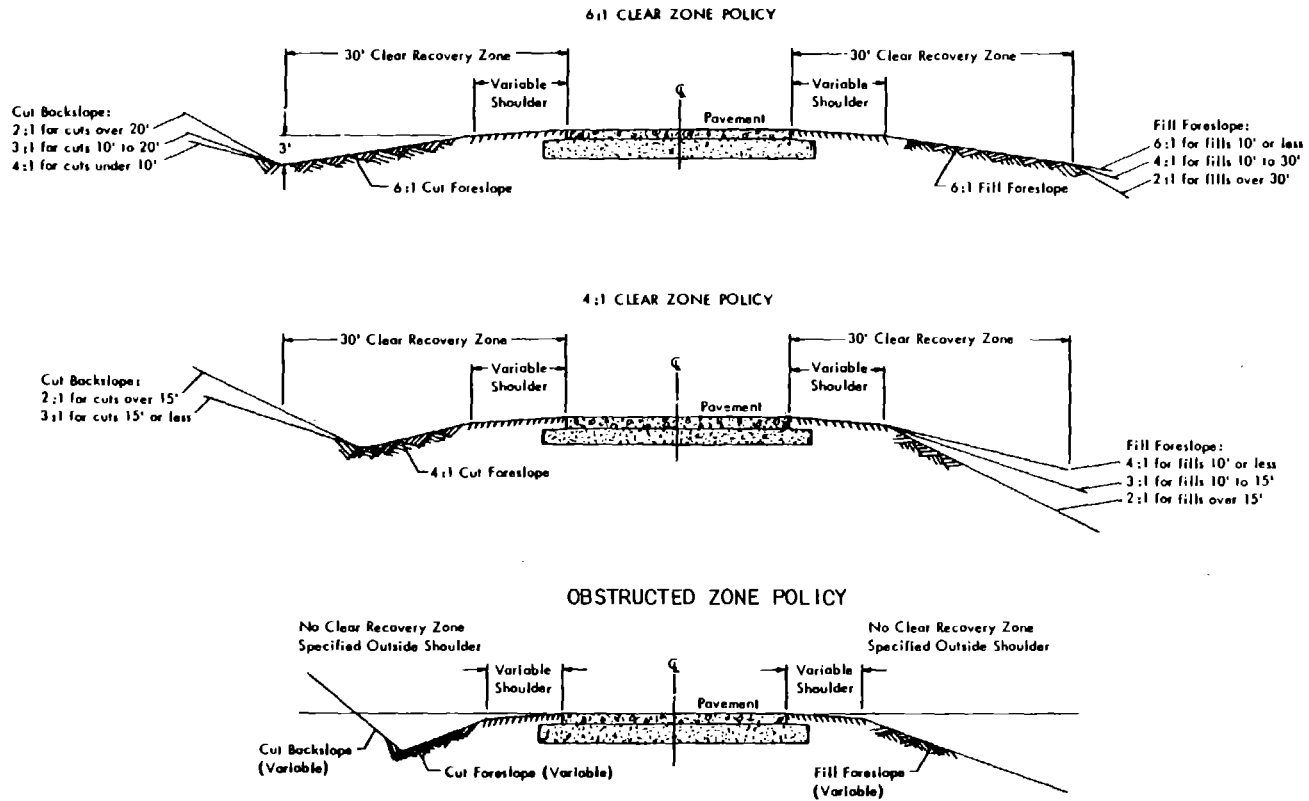 6:1 CLEAR ZONE POLICY
30' Clear Recovery Zone
30' Clear Recovery Zone
Variable
Shoulder
℄
Variable
Shoulder
Pavement
Cut Backslope:
2:1 for cuts over 20'
3:1 for cuts 10' to 20'
4:1 for cuts under 10'
3'
6:1 Cut Foreslope
6:1 Fill Foreslope
Fill Foreslope:
6:1 for fills 10' or less
4:1 for fills 10' to 30'
2:1 for fills over 30'
4:1 CLEAR ZONE POLICY
30' Clear Recovery Zone
30' Clear Recovery Zone
Variable
Shoulder
℄
Variable
Shoulder
Pavement
Cut Backslope:
2:1 for cuts over 15'
3:1 for cuts 15' or less
4:1 Cut Foreslope
Fill Foreslope:
4:1 for fills 10' or less
3:1 for fills 10' to 15'
2:1 for fills over 15'
OBSTRUCTED ZONE POLICY
No Clear Recovery Zone
Specified Outside Shoulder
No Clear Recovery Zone
Specified Outside Shoulder
Variable
Shoulder
℄
Variable
Shoulder
Pavement
Cut Backslope
(Variable)
Cut Foreslope (Variable)
Fill Foreslope
(Variable)